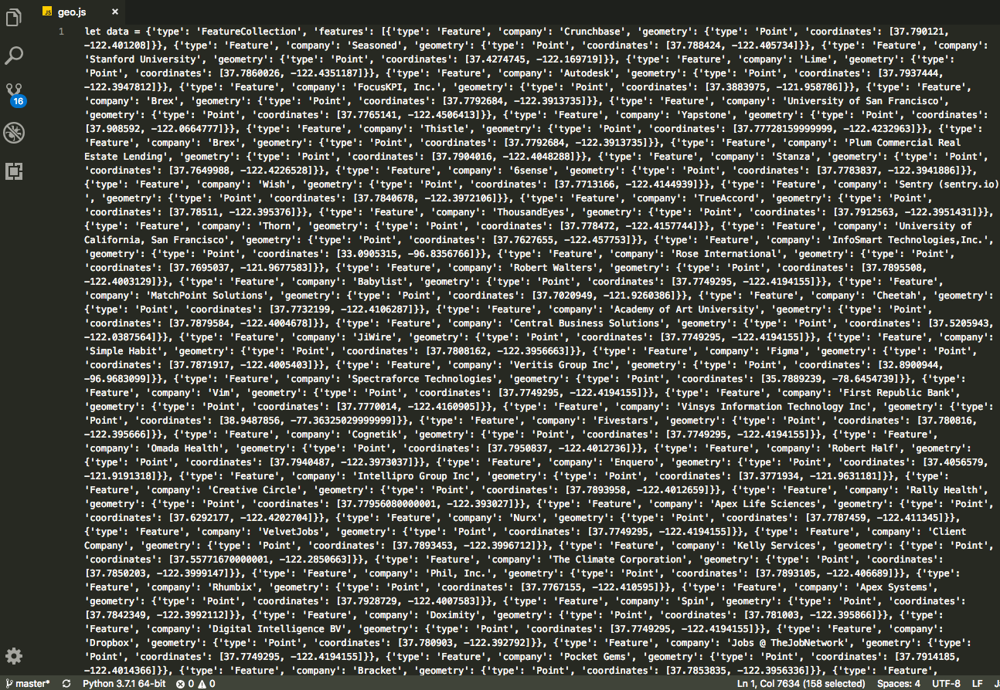 geo.js
16
1
let data = {'type': 'FeatureCollection', 'features': [{'type': 'Feature', 'company': 'Crunchbase', 'geometry': {'type': 'Point', 'coordinates': [37.790121,
-122.401208]}}, {'type': 'Feature', 'company': 'Seasoned', 'geometry': {'type': 'Point', 'coordinates': [37.788424, -122.405734]}}, {'type': 'Feature', 'company':
'Stanford University', 'geometry': {'type': 'Point', 'coordinates': [37.4274745, -122.169719]}}, {'type': 'Feature', 'company': 'Lime', 'geometry': {'type':
'Point', 'coordinates': [37.7860026, -122.4351187]}}, {'type': 'Feature', 'company': 'Autodesk', 'geometry': {'type': 'Point', 'coordinates': [37.7937444,
-122.3947812]}}, {'type': 'Feature', 'company': 'FocusKPI, Inc.', 'geometry': {'type': 'Point', 'coordinates': [37.3883975, -121.958786]}}, {'type': 'Feature',
'company': 'Brex', 'geometry': {'type': 'Point', 'coordinates': [37.7792684, -122.3913735]}}, {'type': 'Feature', 'company': 'University of San Francisco',
'geometry': {'type': 'Point', 'coordinates': [37.7765141, -122.4506413]}}, {'type': 'Feature', 'company': 'Yapstone', 'geometry': {'type': 'Point', 'coordinates':
[37.908592, -122.0664777]}}, {'type': 'Feature', 'company': 'Thistle', 'geometry': {'type': 'Point', 'coordinates': [37.77728159999999, -122.4232963]}}, {'type':
'Feature', 'company': 'Brex', 'geometry': {'type': 'Point', 'coordinates': [37.7792684, -122.3913735]}}, {'type': 'Feature', 'company': 'Plum Commercial Real
Estate Lending', 'geometry': {'type': 'Point', 'coordinates': [37.7904016, -122.4048288]}}, {'type': 'Feature', 'company': 'Stanza', 'geometry': {'type': 'Point',
'coordinates': [37.7649988, -122.4226528]}}, {'type': 'Feature', 'company': '6sense', 'geometry': {'type': 'Point', 'coordinates': [37.7783837, -122.3941886]}},
{'type': 'Feature', 'company': 'Wish', 'geometry': {'type': 'Point', 'coordinates': [37.7713166, -122.4144939]}}, {'type': 'Feature', 'company': 'Sentry (sentry.io)
', 'geometry': {'type': 'Point', 'coordinates': [37.7840678, -122.3972106]}}, {'type': 'Feature', 'company': 'TrueAccord', 'geometry': {'type': 'Point',
'coordinates': [37.78511, -122.395376]}}, {'type': 'Feature', 'company': 'ThousandEyes', 'geometry': {'type': 'Point', 'coordinates': [37.7912563, -122.3951431]}},
{'type': 'Feature', 'company': 'Thorn', 'geometry': {'type': 'Point', 'coordinates': [37.778472, -122.4157744]}}, {'type': 'Feature', 'company': 'University of
California, San Francisco', 'geometry': {'type': 'Point', 'coordinates': [37.7627655, -122.457753]}}, {'type': 'Feature', 'company': 'InfoSmart Technologies,Inc.',
'geometry': {'type': 'Point', 'coordinates': [33.0905315, -96.8356766]}}, {'type': 'Feature', 'company': 'Rose International', 'geometry': {'type': 'Point',
'coordinates': [37.7695037, -121.9677583]}}, {'type': 'Feature', 'company': 'Robert Walters', 'geometry': {'type': 'Point', 'coordinates': [37.7895508,
-122.4003129]}}, {'type': 'Feature', 'company': 'Babylist', 'geometry': {'type': 'Point', 'coordinates': [37.7749295, -122.4194155]}}, {'type': 'Feature',
'company': 'MatchPoint Solutions', 'geometry': {'type': 'Point', 'coordinates': [37.7020949, -121.9260386]}}, {'type': 'Feature', 'company': 'Cheetah', 'geometry':
{'type': 'Point', 'coordinates': [37.7732199, -122.4106287]}}, {'type': 'Feature', 'company': 'Academy of Art University', 'geometry': {'type': 'Point',
'coordinates': [37.7879584, -122.4004678]}}, {'type': 'Feature', 'company': 'Central Business Solutions', 'geometry': {'type': 'Point', 'coordinates': [37.5205943,
-122.0387564]}}, {'type': 'Feature', 'company': 'JiWire', 'geometry': {'type': 'Point', 'coordinates': [37.7749295, -122.4194155]}}, {'type': 'Feature', 'company':
'Simple Habit', 'geometry': {'type': 'Point', 'coordinates': [37.7808162, -122.3956663]}}, {'type': 'Feature', 'company': 'Figma', 'geometry': {'type': 'Point',
'coordinates': [37.7871917, -122.4005403]}}, {'type': 'Feature', 'company': 'Veritis Group Inc', 'geometry': {'type': 'Point', 'coordinates': [32.8900944,
-96.9683099]}}, {'type': 'Feature', 'company': 'Spectraforce Technologies', 'geometry': {'type': 'Point', 'coordinates': [35.7889239, -78.6454739]}}, {'type':
'Feature', 'company': 'Vim', 'geometry': {'type': 'Point', 'coordinates': [37.7749295, -122.4194155]}}, {'type': 'Feature', 'company': 'First Republic Bank',
'geometry': {'type': 'Point', 'coordinates': [37.7770014, -122.4160905]}}, {'type': 'Feature', 'company': 'Vinsys Information Technology Inc', 'geometry': {'type':
'Point', 'coordinates': [38.9487856, -77.36325029999999]}}, {'type': 'Feature', 'company': 'Fivestars', 'geometry': {'type': 'Point', 'coordinates': [37.780816,
-122.395666]}}, {'type': 'Feature', 'company': 'Cognetik', 'geometry': {'type': 'Point', 'coordinates': [37.7749295, -122.4194155]}}, {'type': 'Feature',
'company': 'Omada Health', 'geometry': {'type': 'Point', 'coordinates': [37.7950837, -122.4012736]}}, {'type': 'Feature', 'company': 'Robert Half', 'geometry':
{'type': 'Point', 'coordinates': [37.7940487, -122.3973037]}}, {'type': 'Feature', 'company': 'Enquero', 'geometry': {'type': 'Point', 'coordinates': [37.4056579,
-121.9191318]}}, {'type': 'Feature', 'company': 'Intellipro Group Inc', 'geometry': {'type': 'Point', 'coordinates': [37.3771934, -121.9631181]}}, {'type':
'Feature', 'company': 'Creative Circle', 'geometry': {'type': 'Point', 'coordinates': [37.7893958, -122.4012659]}}, {'type': 'Feature', 'company': 'Rally Health',
'geometry': {'type': 'Point', 'coordinates': [37.77956080000001, -122.393027]}}, {'type': 'Feature', 'company': 'Apex Life Sciences', 'geometry': {'type': 'Point',
'coordinates': [37.6292177, -122.4202704]}}, {'type': 'Feature', 'company': 'Nurx', 'geometry': {'type': 'Point', 'coordinates': [37.7787459, -122.411345]}},
{'type': 'Feature', 'company': 'VelvetJobs', 'geometry': {'type': 'Point', 'coordinates': [37.7749295, -122.4194155]}}, {'type': 'Feature', 'company': 'Client
Company', 'geometry': {'type': 'Point', 'coordinates': [37.7893453, -122.3996712]}}, {'type': 'Feature', 'company': 'Kelly Services', 'geometry': {'type': 'Point',
'coordinates': [37.55771670000001, -122.2850663]}}, {'type': 'Feature', 'company': 'The Climate Corporation', 'geometry': {'type': 'Point', 'coordinates':
[37.7850203, -122.3999147]}}, {'type': 'Feature', 'company': 'Phil, Inc.', 'geometry': {'type': 'Point', 'coordinates': [37.7893105, -122.406689]}}, {'type':
'Feature', 'company': 'Rhumbix', 'geometry': {'type': 'Point', 'coordinates': [37.7767155, -122.410595]}}, {'type': 'Feature', 'company': 'Apex Systems',
'geometry': {'type': 'Point', 'coordinates': [37.7928729, -122.4007583]}}, {'type': 'Feature', 'company': 'Spin', 'geometry': {'type': 'Point', 'coordinates':
[37.7842349, -122.3992112]}}, {'type': 'Feature', 'company': 'Doximity', 'geometry': {'type': 'Point', 'coordinates': [37.781003, -122.395866]}}, {'type':
'Feature', 'company': 'Digital Intelligence BV', 'geometry': {'type': 'Point', 'coordinates': [37.7749295, -122.4194155]}}, {'type': 'Feature', 'company':
'Dropbox', 'geometry': {'type': 'Point', 'coordinates': [37.780903, -122.392792]}}, {'type': 'Feature', 'company': 'Jobs @ TheJobNetwork', 'geometry': {'type':
'Point', 'coordinates': [37.7749295, -122.4194155]}}, {'type': 'Feature', 'company': 'Pocket Gems', 'geometry': {'type': 'Point', 'coordinates': [37.7914185,
-122.4014366]}}, {'type': 'Feature', 'company': 'Bracket', 'geometry': {'type': 'Point', 'coordinates': [37.7853835, -122.3956336]}}, {'type': 'Feature',
master* Python 3.7.1 64-bit 0 0 Ln 1, Col 7634 (158 selected) Spaces: 4 UTF-8 LF